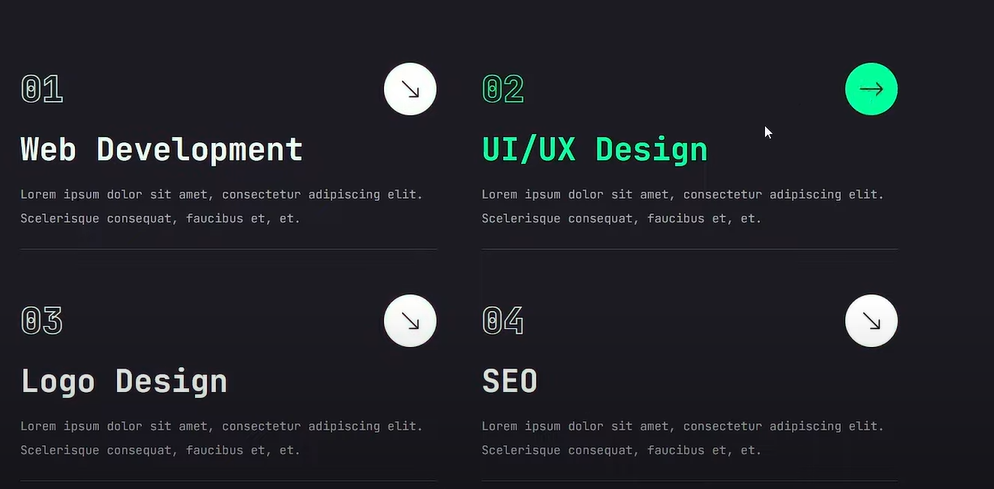 01
Web Development
Lorem ipsum dolor sit amet, consectetur adipiscing elit.
Scelerisque consequat, faucibus et, et.
02
UI/UX Design
Lorem ipsum dolor sit amet, consectetur adipiscing elit.
Scelerisque consequat, faucibus et, et.
03
Logo Design
Lorem ipsum dolor sit amet, consectetur adipiscing elit.
Scelerisque consequat, faucibus et, et.
04
SEO
Lorem ipsum dolor sit amet, consectetur adipiscing elit.
Scelerisque consequat, faucibus et, et.